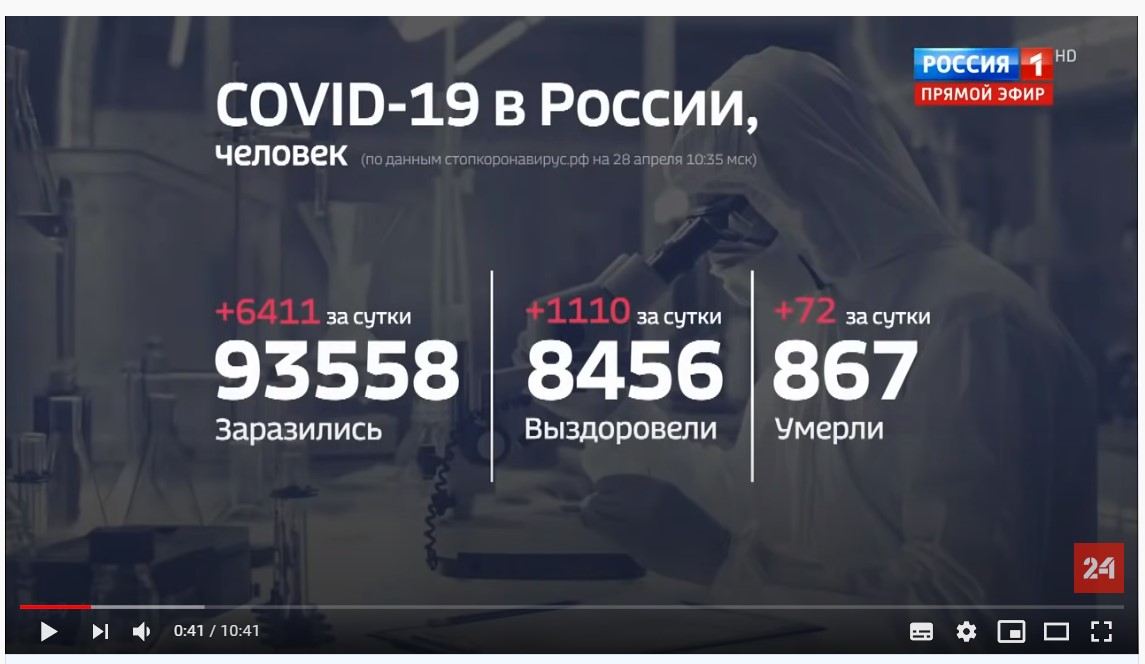 COVID-19 в России,
человек (по данным стопкоронавирус.рф на 28 апреля 10:35 мск)
РОССИЯ 1 HD
ПРЯМОЙ ЭФИР
+6411 за сутки
93558
Заразились
+1110 за сутки
8456
Выздоровели
+72 за сутки
867
Умерли
24
0:41 / 10:41